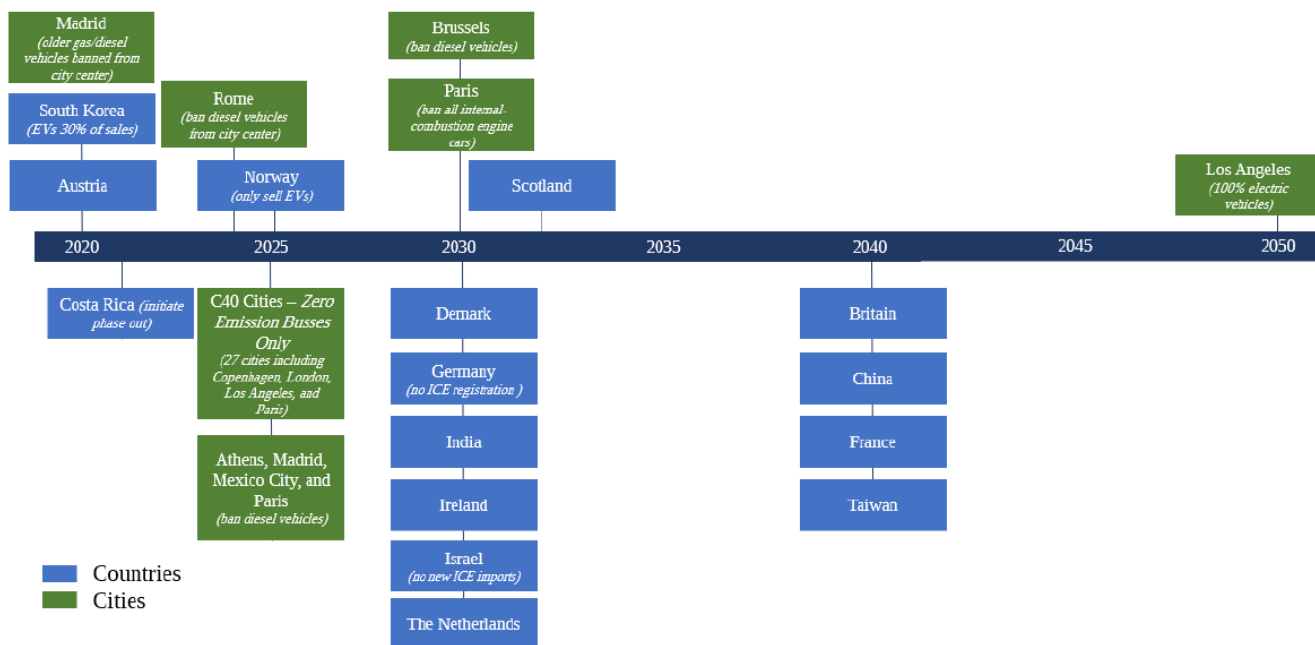 Madrid
(older gas/diesel
vehicles banned from
city center)
South Korea
(EVs 30% of sales)
Austria
Rome
(ban diesel vehicles
from city center)
Norway
(only sell EVs)
Brussels
(ban diesel vehicles)
Paris
(ban all internal-
combustion engine
cars)
Scotland
Los Angeles
(100% electric
vehicles)
2020
2025
2030
2035
2040
2045
2050
Costa Rica (initiate
phase out)
C40 Cities – Zero
Emission Busses
Only
(27 cities including
Copenhagen, London,
Los Angeles, and
Paris)
Athens, Madrid,
Mexico City, and
Paris
(ban diesel vehicles)
Demark
Germany
(no ICE registration )
India
Ireland
Israel
(no new ICE imports)
The Netherlands
Britain
China
France
Taiwan
Countries
Cities